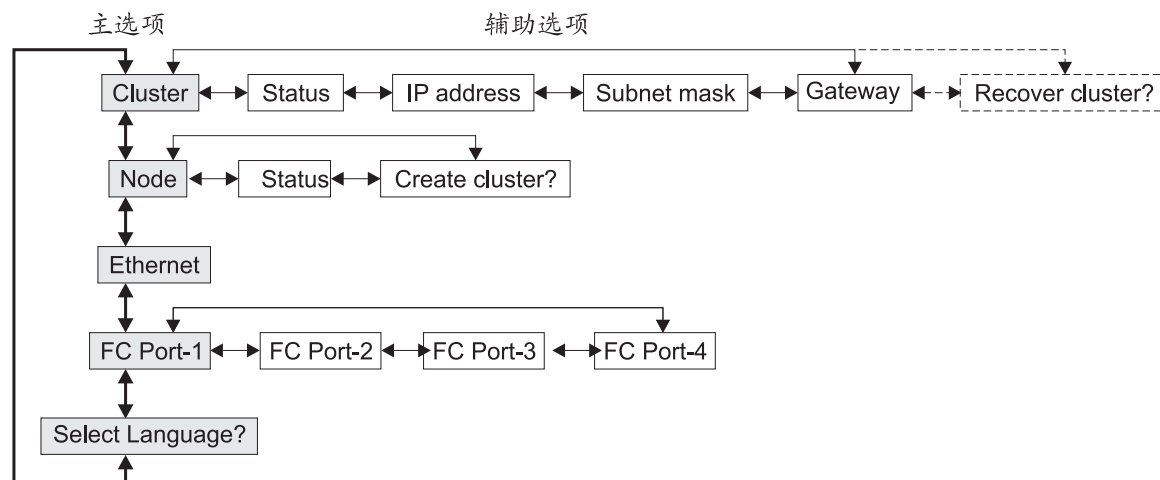 主选项 辅助选项
Cluster Status IP address Subnet mask Gateway Recover cluster?
Node Status Create cluster?
Ethernet
FC Port-1 FC Port-2 FC Port-3 FC Port-4
Select Language?